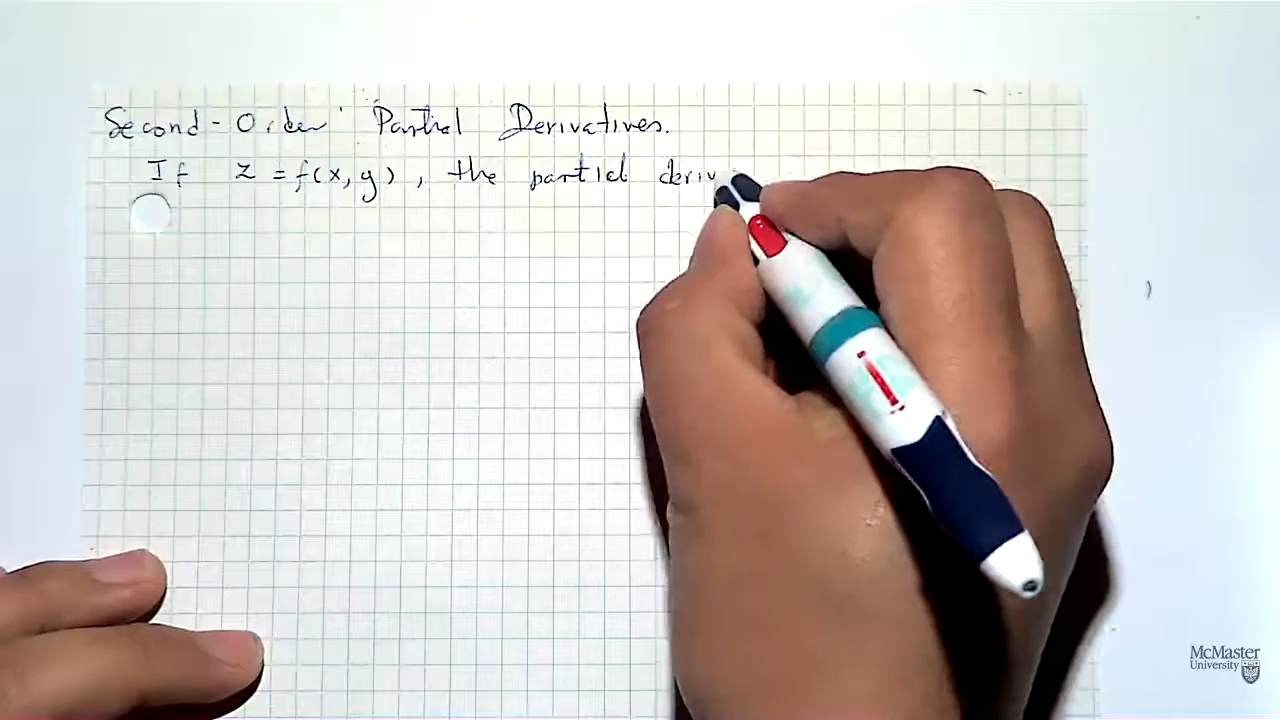 Second-Order Partial Derivatives.
If z = f(x, y), the partial deriv
McMaster
University